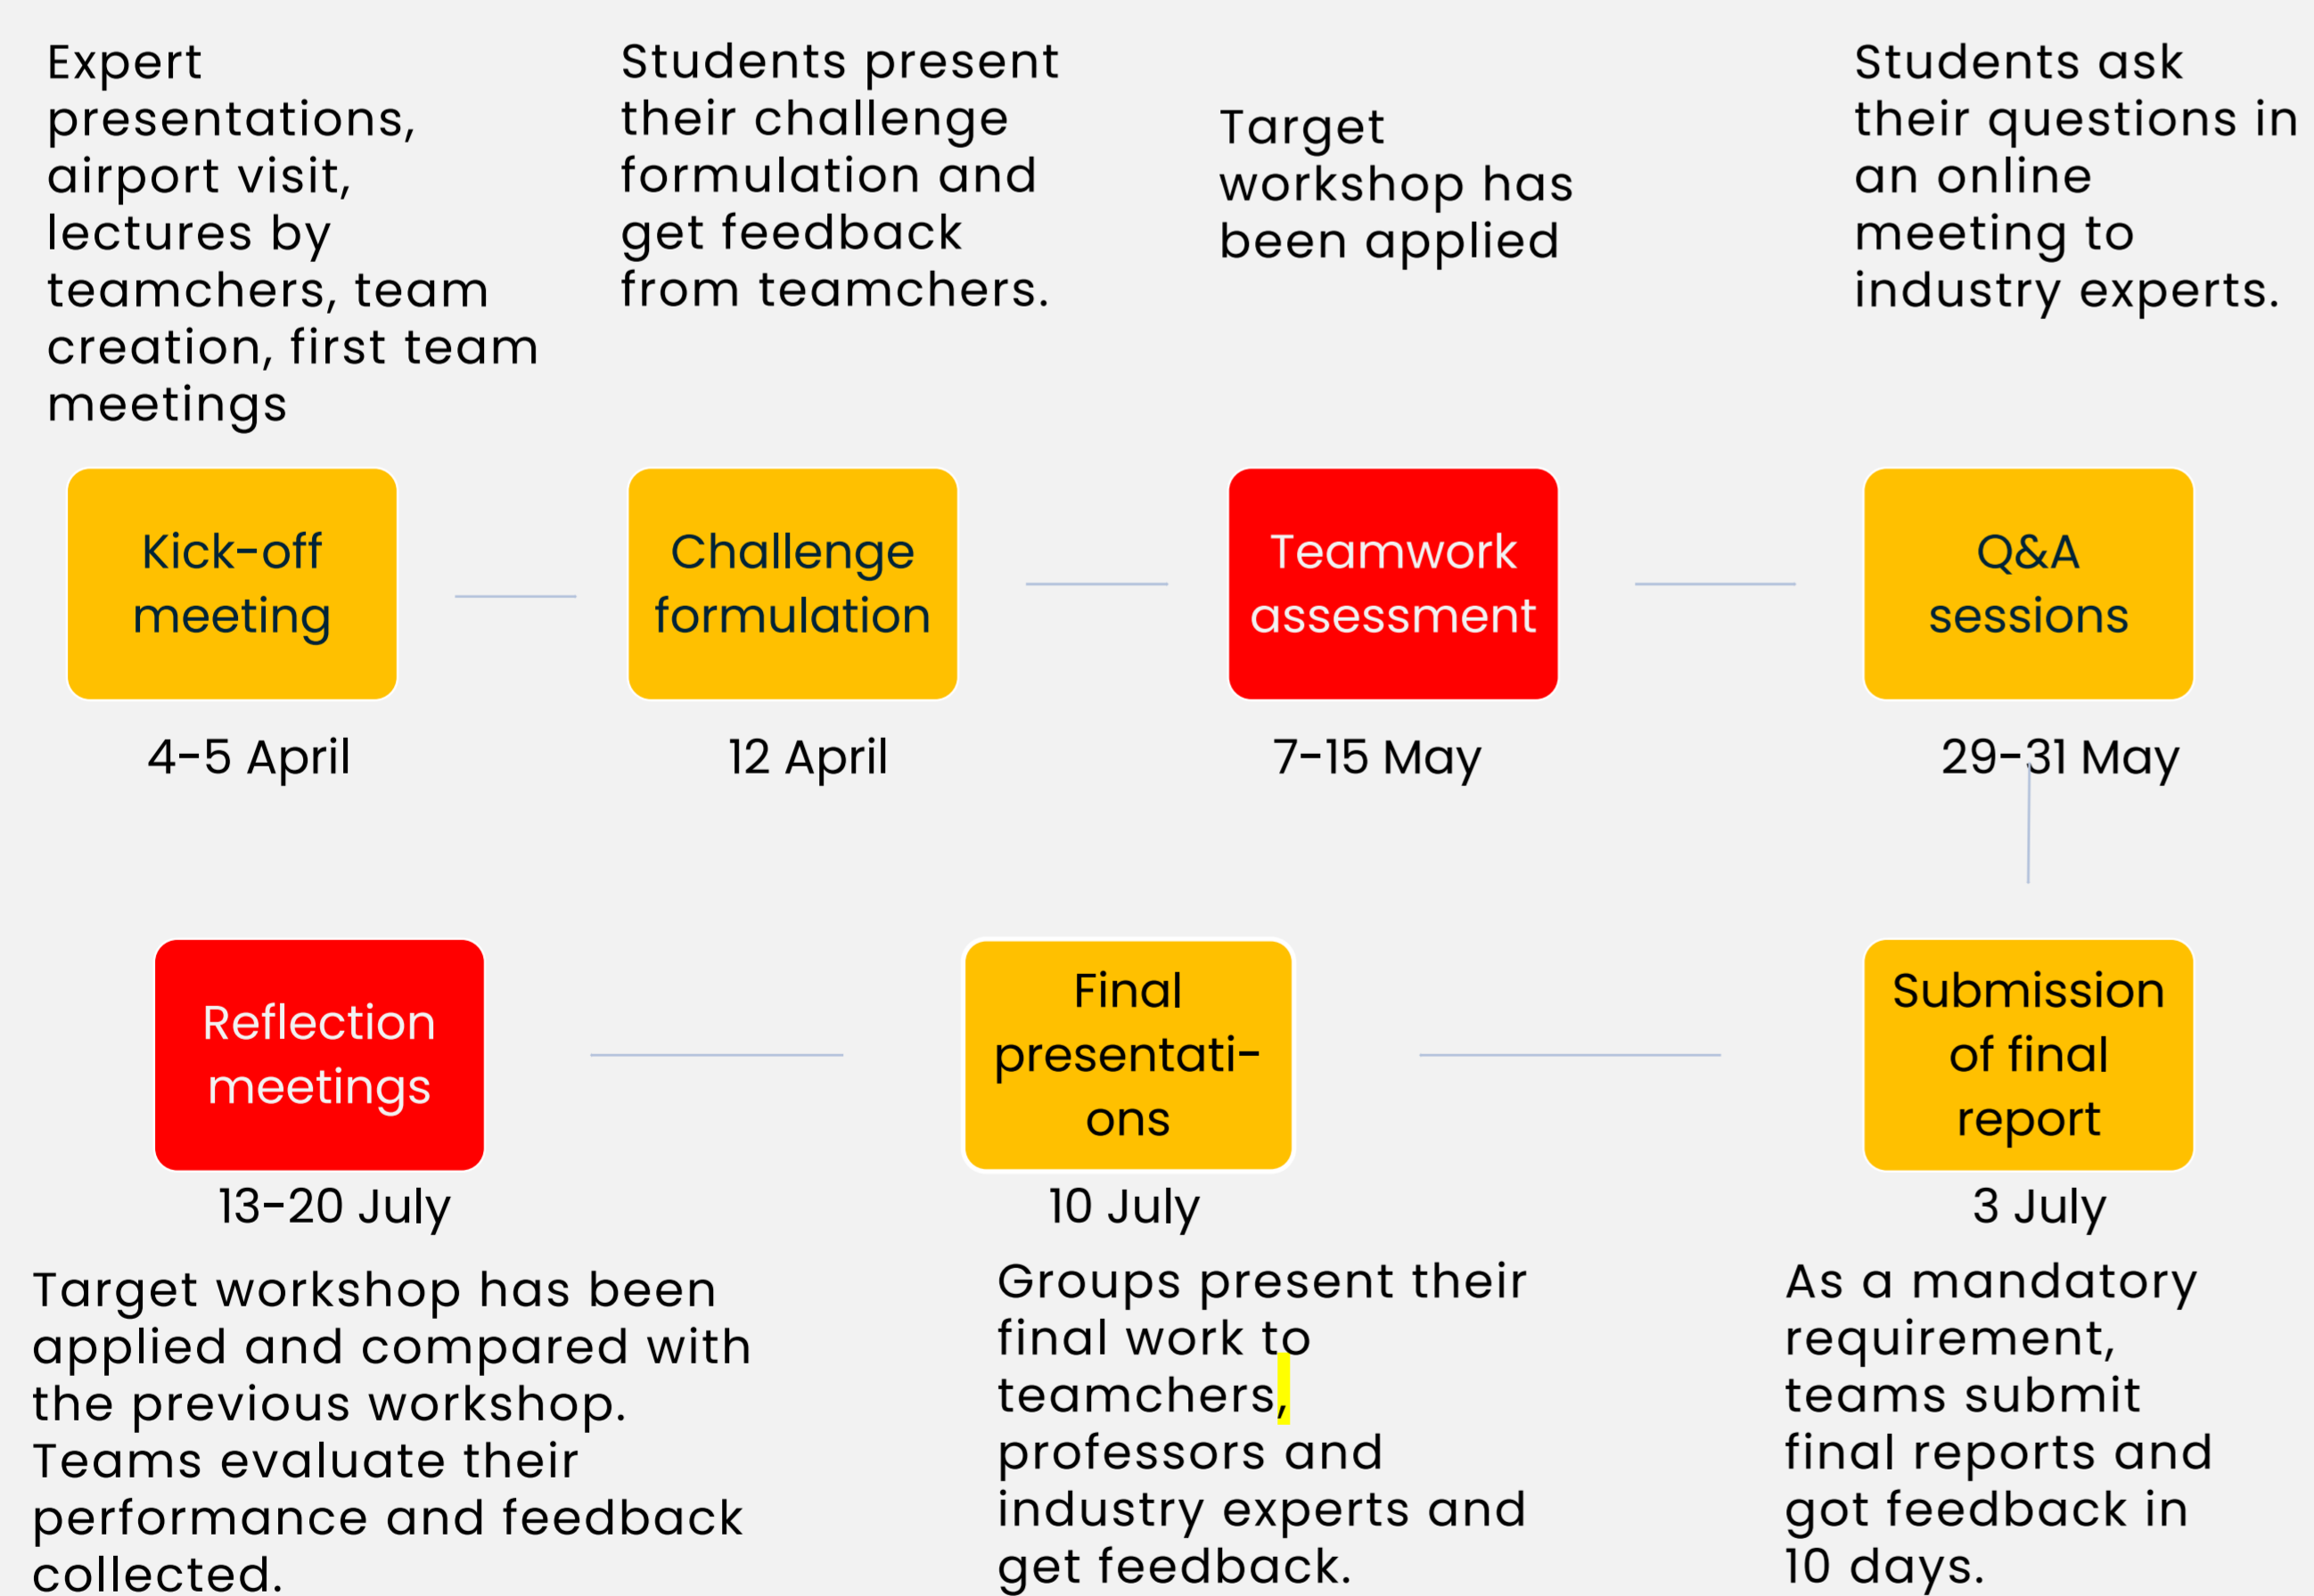 Expert
presentations,
airport visit,
lectures by
teamchers, team
creation, first team
meetings
Kick-off
meeting
4-5 April
Students present
their challenge
formulation and
get feedback
from teamchers.
Challenge
formulation
12 April
Target
workshop has
been applied
Teamwork
assessment
7-15 May
Students ask
their questions in
an online
meeting to
industry experts.
Q&A
sessions
29-31 May
Submission
of final
report
3 July
As a mandatory
requirement,
teams submit
final reports and
got feedback in
10 days.
Final
presentati-
ons
10 July
Groups present their
final work to
teamchers,
professors and
industry experts and
get feedback.
Reflection
meetings
13-20 July
Target workshop has been
applied and compared with
the previous workshop.
Teams evaluate their
performance and feedback
collected.